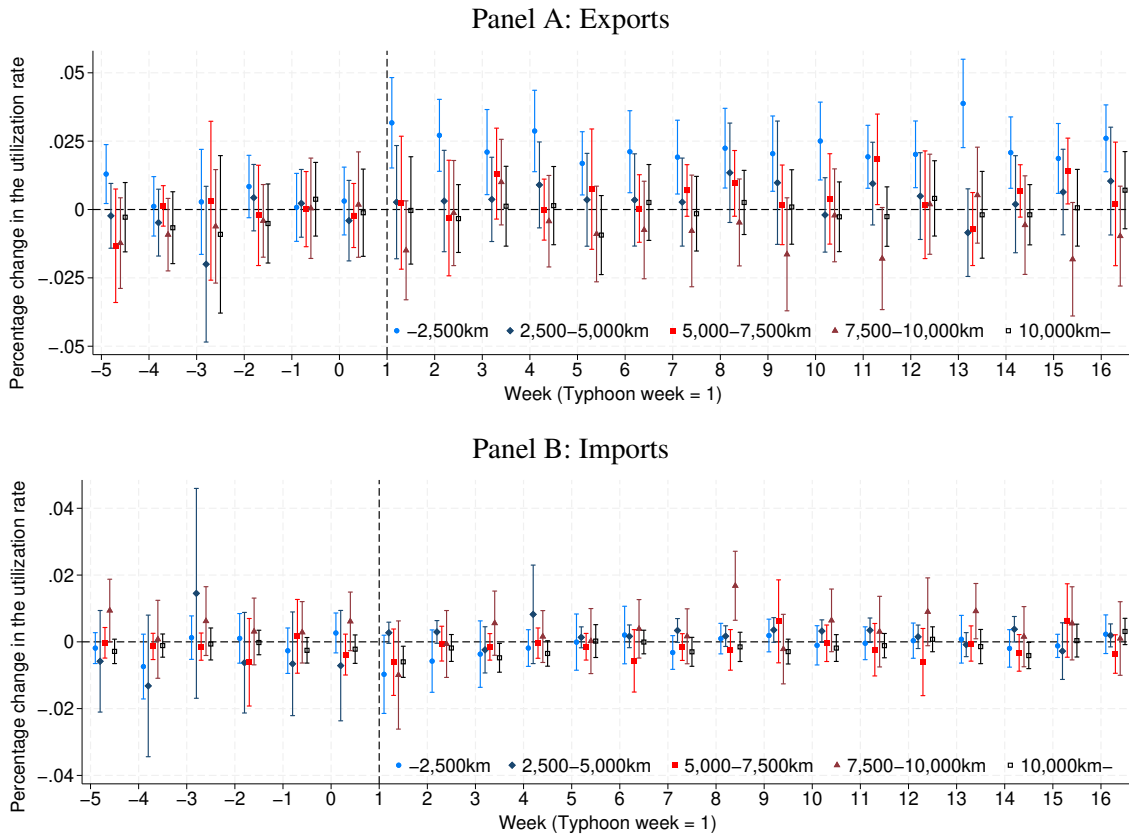 Panel A: Exports
Percentage change in the utilization rate
.05
.025
0
−.025
−.05
−2,500km 2,500−5,000km 5,000−7,500km 7,500−10,000km 10,000km−
−5 −4 −3 −2 −1 0 1 2 3 4 5 6 7 8 9 10 11 12 13 14 15 16
Week (Typhoon week = 1)
Panel B: Imports
Percentage change in the utilization rate
.04
.02
0
−.02
−.04
−2,500km 2,500−5,000km 5,000−7,500km 7,500−10,000km 10,000km−
−5 −4 −3 −2 −1 0 1 2 3 4 5 6 7 8 9 10 11 12 13 14 15 16
Week (Typhoon week = 1)